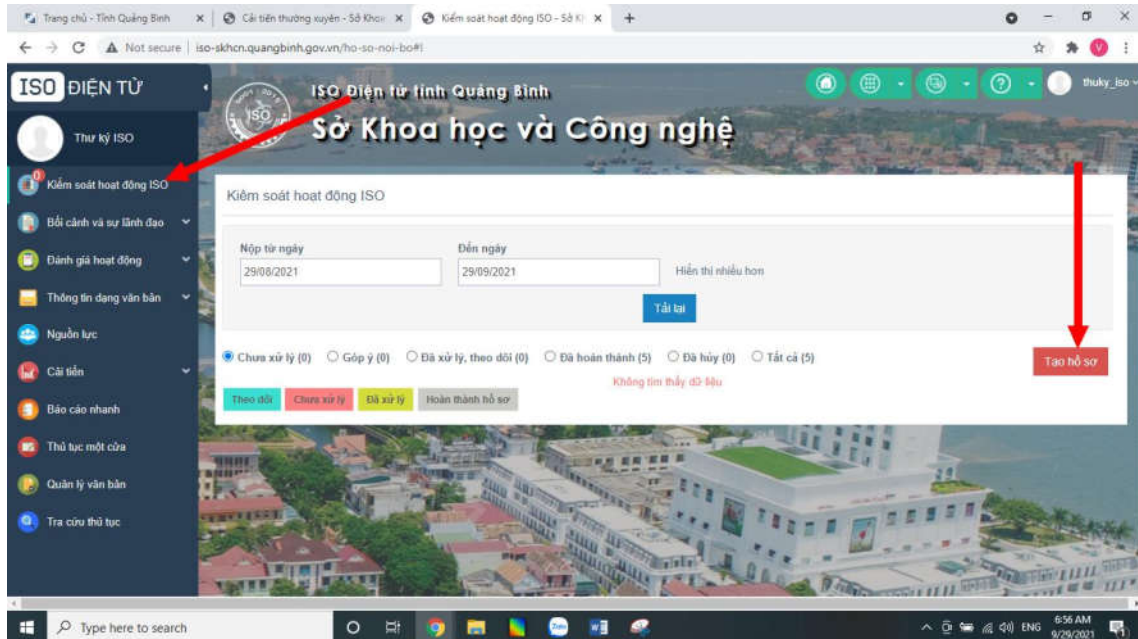 Trang chủ - Tỉnh Quảng Bình
Cải tiến thường xuyên - Sở Khoa
Kiểm soát hoạt động ISO - Sở K
Not secure | iso-skhcn.quangbinh.gov.vn/ho-so-noi-bo#!
ISO ĐIỆN TỬ
Thư ký ISO
0
Kiểm soát hoạt động ISO
Bối cảnh và sự lãnh đạo
Đánh giá hoạt động
Thông tin dạng văn bản
Nguồn lực
Cải tiến
Báo cáo nhanh
Thủ tục một cửa
Quản lý văn bản
Tra cứu thủ tục
ISO
ISO Điện tử tỉnh Quảng Bình
Sở Khoa học và Công nghệ
thuky_iso
Kiểm soát hoạt động ISO
Nộp từ ngày
Đến ngày
29/08/2021
29/09/2021
Hiển thị nhiều hơn
Tải lại
Chưa xử lý (0) Góp ý (0) Đã xử lý, theo dõi (0) Đã hoàn thành (5) Đã hủy (0) Tất cả (5)
Tạo hồ sơ
Không tìm thấy dữ liệu
Theo dõi Chưa xử lý Đã xử lý Hoàn thành hồ sơ
Type here to search
ENG
6:56 AM
9/29/2021